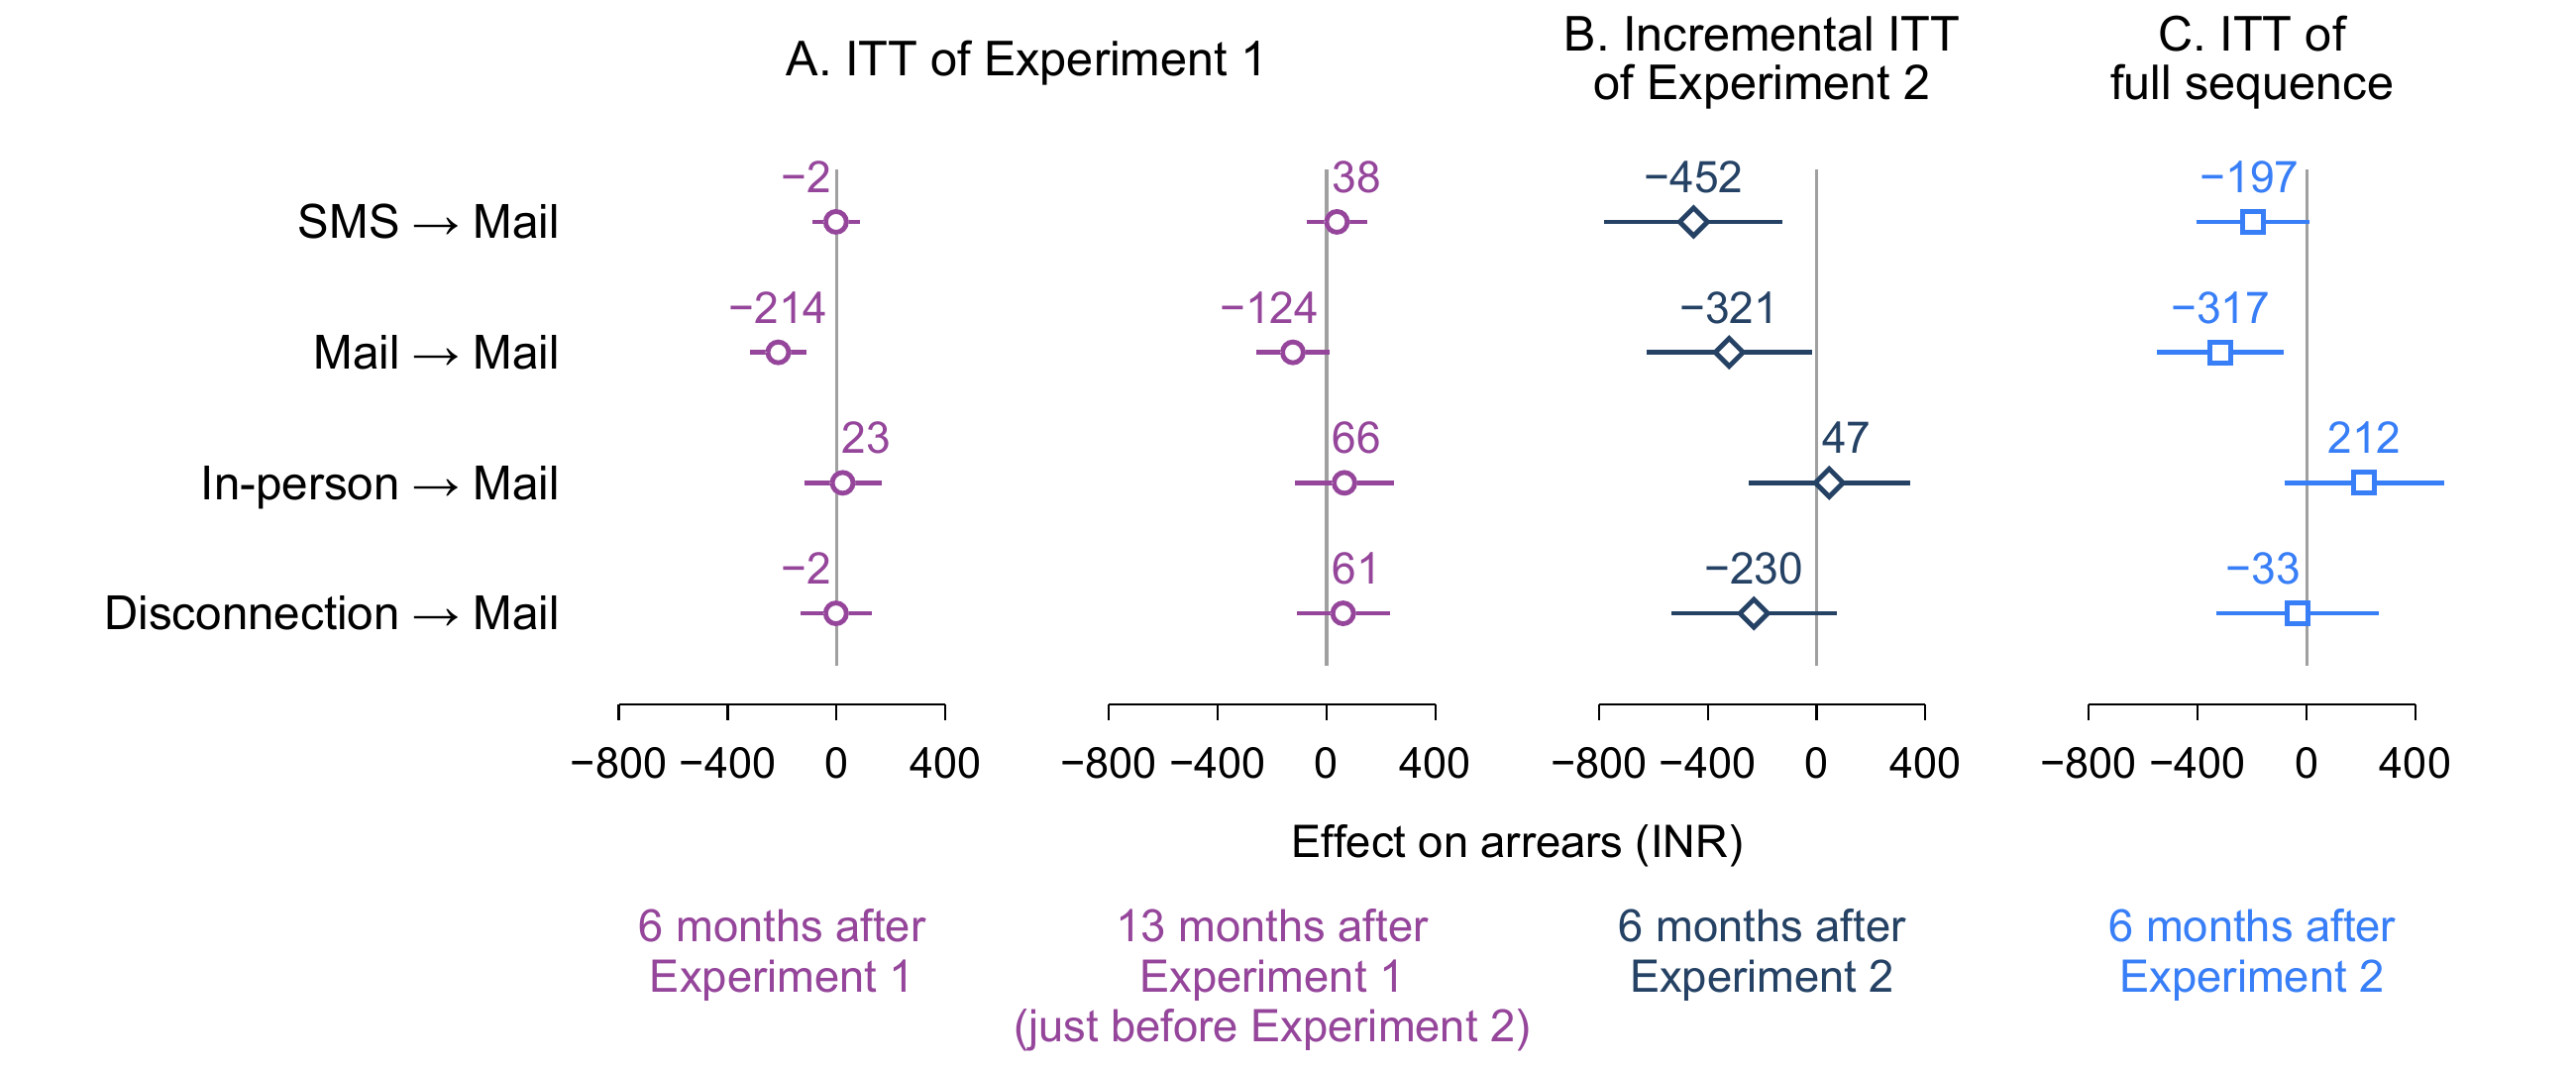 A. ITT of Experiment 1
B. Incremental ITT
of Experiment 2
C. ITT of
full sequence
SMS → Mail
−2
38
−452
−197
Mail → Mail
−214
−124
−321
−317
In-person → Mail
23
66
47
212
Disconnection → Mail
−2
61
−230
−33
−800 −400 0 400
−800 −400 0 400
−800 −400 0 400
−800 −400 0 400
Effect on arrears (INR)
6 months after
Experiment 1
13 months after
Experiment 1
(just before Experiment 2)
6 months after
Experiment 2
6 months after
Experiment 2